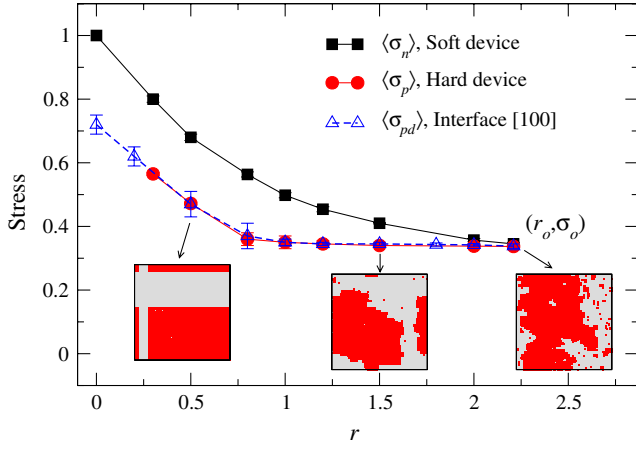 1
0.8
0.6
0.4
0.2
0
Stress
0
0.5
1
1.5
2
2.5
r
⟨σₙ⟩, Soft device
⟨σₚ⟩, Hard device
⟨σ_pd⟩, Interface [100]
(rₒ,σₒ)